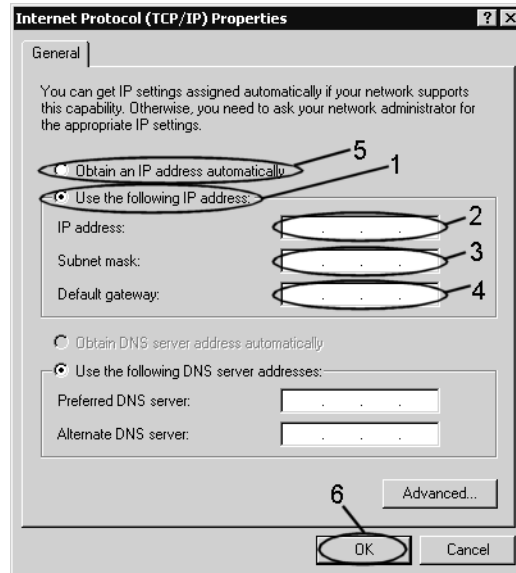 Internet Protocol (TCP/IP) Properties
General
You can get IP settings assigned automatically if your network supports
this capability. Otherwise, you need to ask your network administrator for
the appropriate IP settings.
5
Obtain an IP address automatically
1
Use the following IP address:
IP address:
2
Subnet mask:
3
Default gateway:
4
Obtain DNS server address automatically
Use the following DNS server addresses:
Preferred DNS server:
Alternate DNS server:
Advanced...
6
OK
Cancel